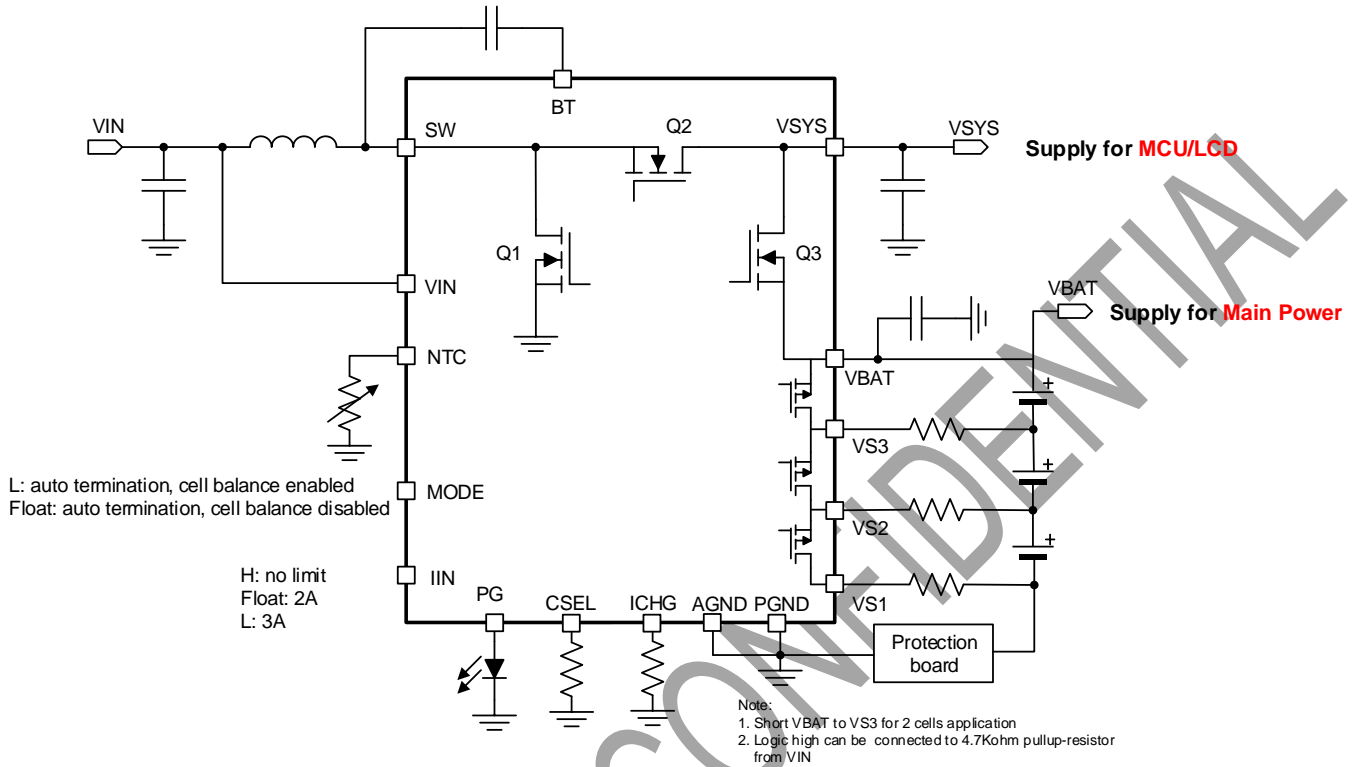 BT
VIN
SW
Q2
VSYS
VSYS
Supply for MCU/LCD
Q1
Q3
VIN
VBAT
Supply for Main Power
NTC
VBAT
+
VS3
L: auto termination, cell balance enabled
Float: auto termination, cell balance disabled
MODE
+
VS2
+
H: no limit
Float: 2A
L: 3A
IIN
PG
CSEL
ICHG
AGND
PGND
VS1
Protection
board
Note:
1. Short VBAT to VS3 for 2 cells application
2. Logic high can be connected to 4.7Kohm pullup-resistor
from VIN
CONFIDENTIAL